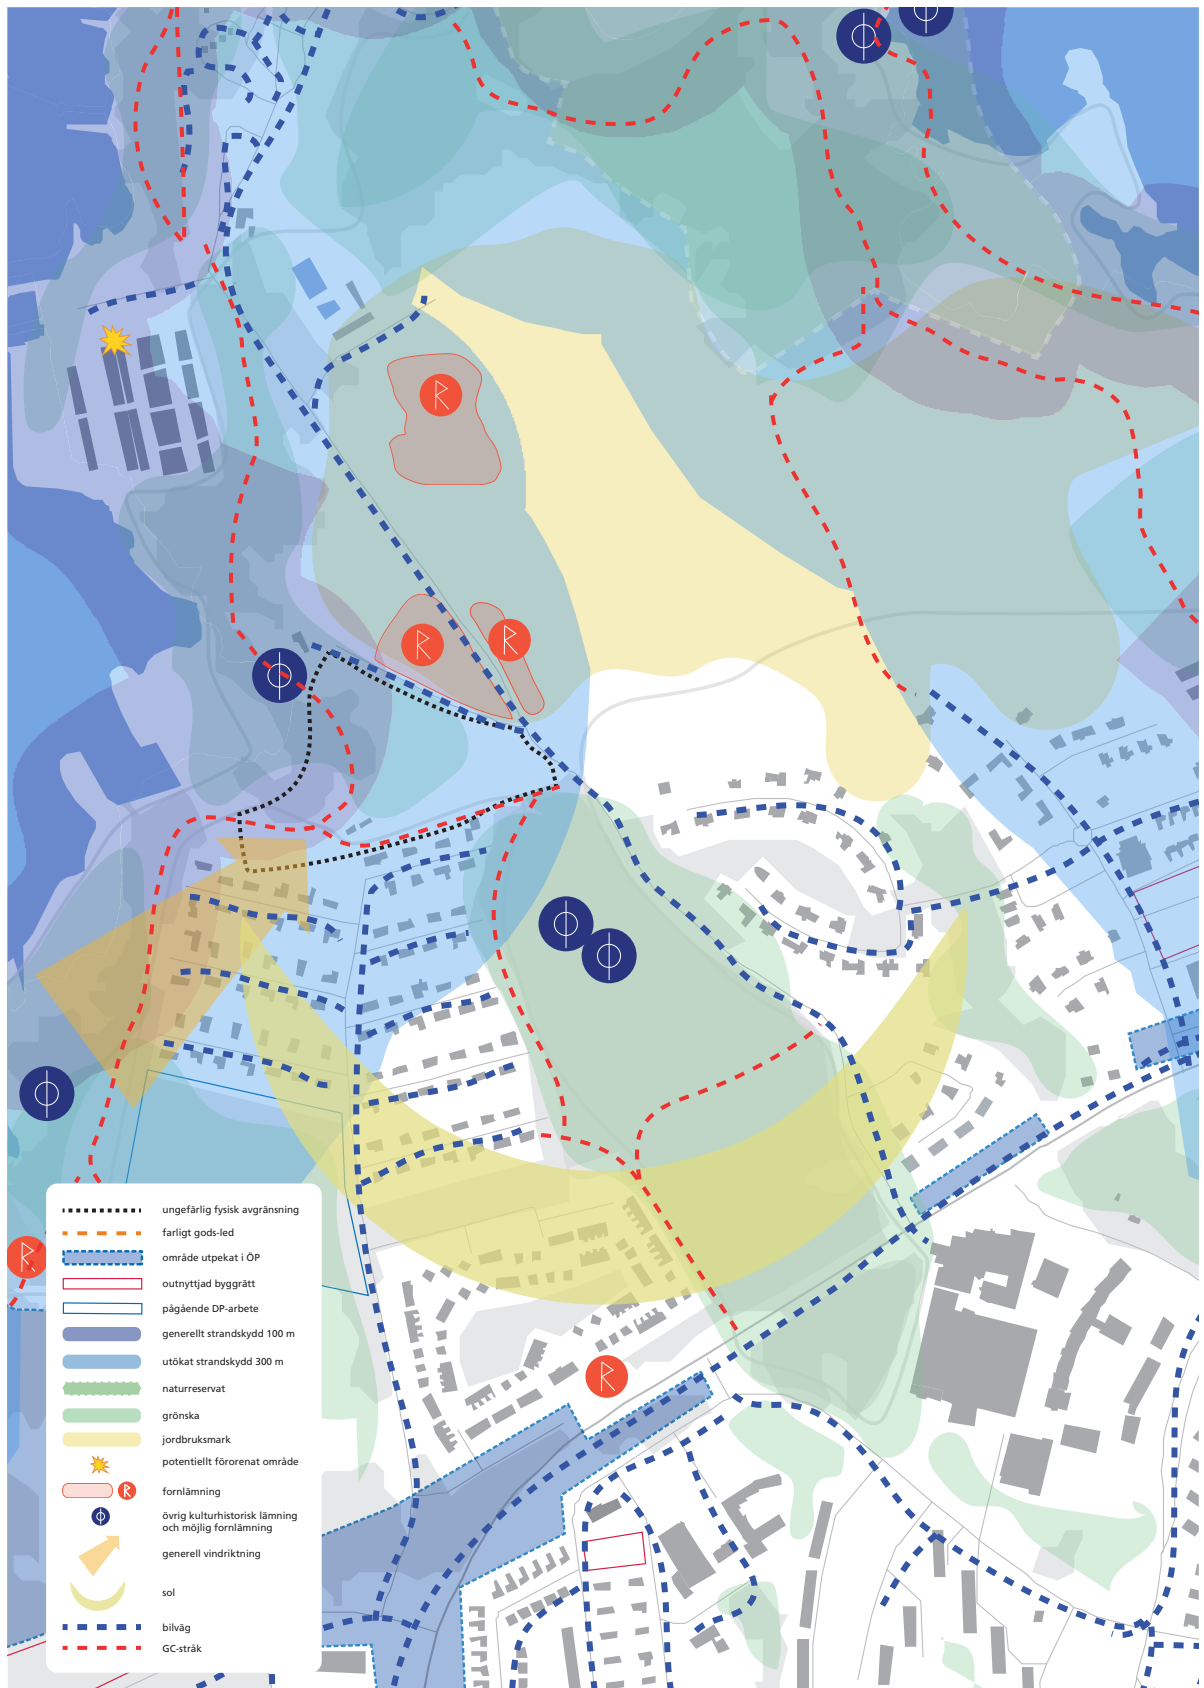 ungefärlig fysisk avgränsning
farligt gods-led
område utpekat i ÖP
outnyttjad byggrätt
pågående DP-arbete
generellt strandskydd 100 m
utökat strandskydd 300 m
naturreservat
grönska
jordbruksmark
potentiellt förorenat område
fornlämning
övrig kulturhistorisk lämning
och möjlig fornlämning
generell vindriktning
sol
bilväg
GC-stråk